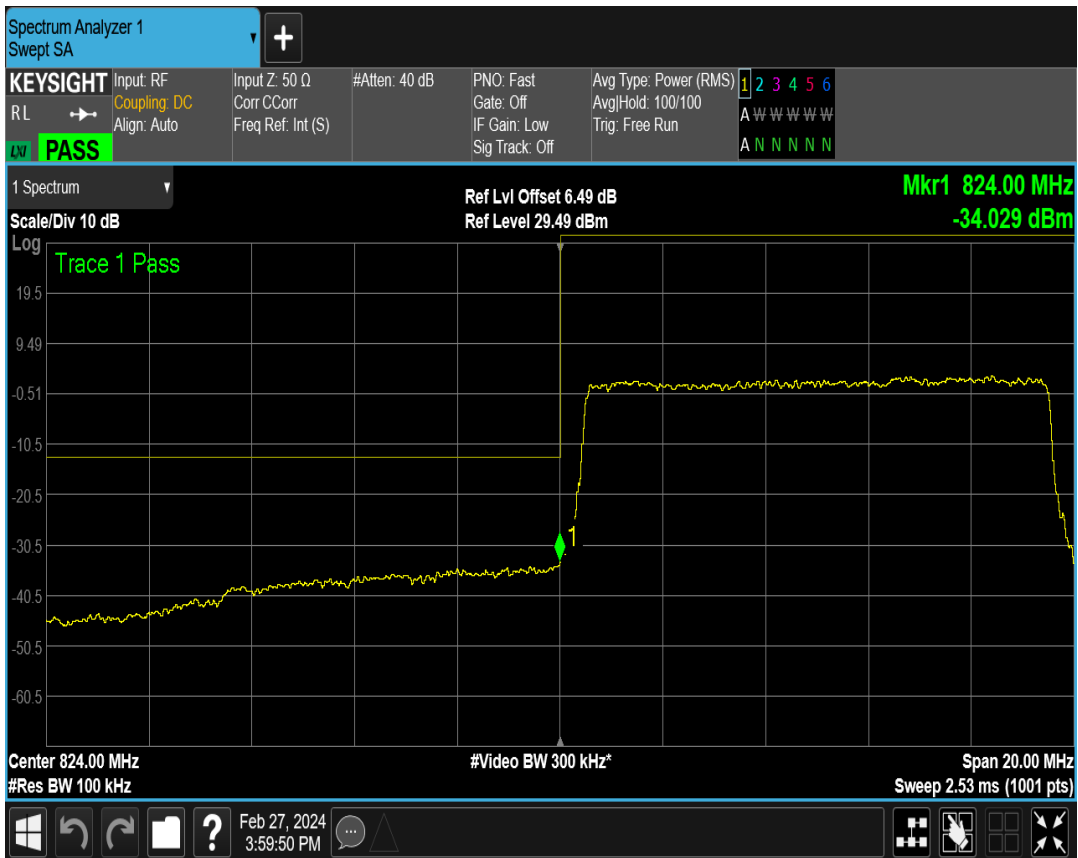 Spectrum Analyzer 1
Swept SA
+
KEYSIGHT
RL
LXI PASS
Input: RF
Coupling: DC
Align: Auto
Input Z: 50 Ω
Corr CCorr
Freq Ref: Int (S)
#Atten: 40 dB
PNO: Fast
Gate: Off
IF Gain: Low
Sig Track: Off
Avg Type: Power (RMS)
Avg|Hold: 100/100
Trig: Free Run
1 2 3 4 5 6
A W W W W W
A N N N N N
1 Spectrum
Scale/Div 10 dB
Ref Lvl Offset 6.49 dB
Ref Level 29.49 dBm
Mkr1 824.00 MHz
-34.029 dBm
Log
Trace 1 Pass
19.5
9.49
-0.51
-10.5
-20.5
-30.5
-40.5
-50.5
-60.5
1
Center 824.00 MHz
#Res BW 100 kHz
#Video BW 300 kHz*
Span 20.00 MHz
Sweep 2.53 ms (1001 pts)
?
Feb 27, 2024
3:59:50 PM